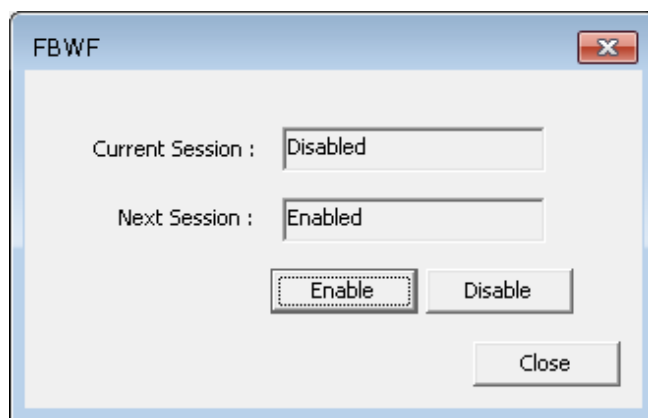 FBWF
Current Session : Disabled
Next Session : Enabled
Enable Disable
Close